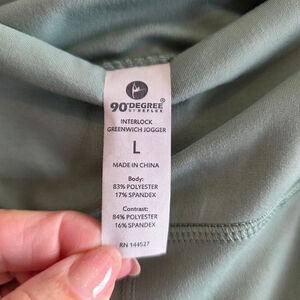 90°DEGREE®
BY REFLEX
INTERLOCK
GREENWICH JOGGER
L
MADE IN CHINA
Body:
83% POLYESTER
17% SPANDEX
Contrast:
84% POLYESTER
16% SPANDEX
RN 144527